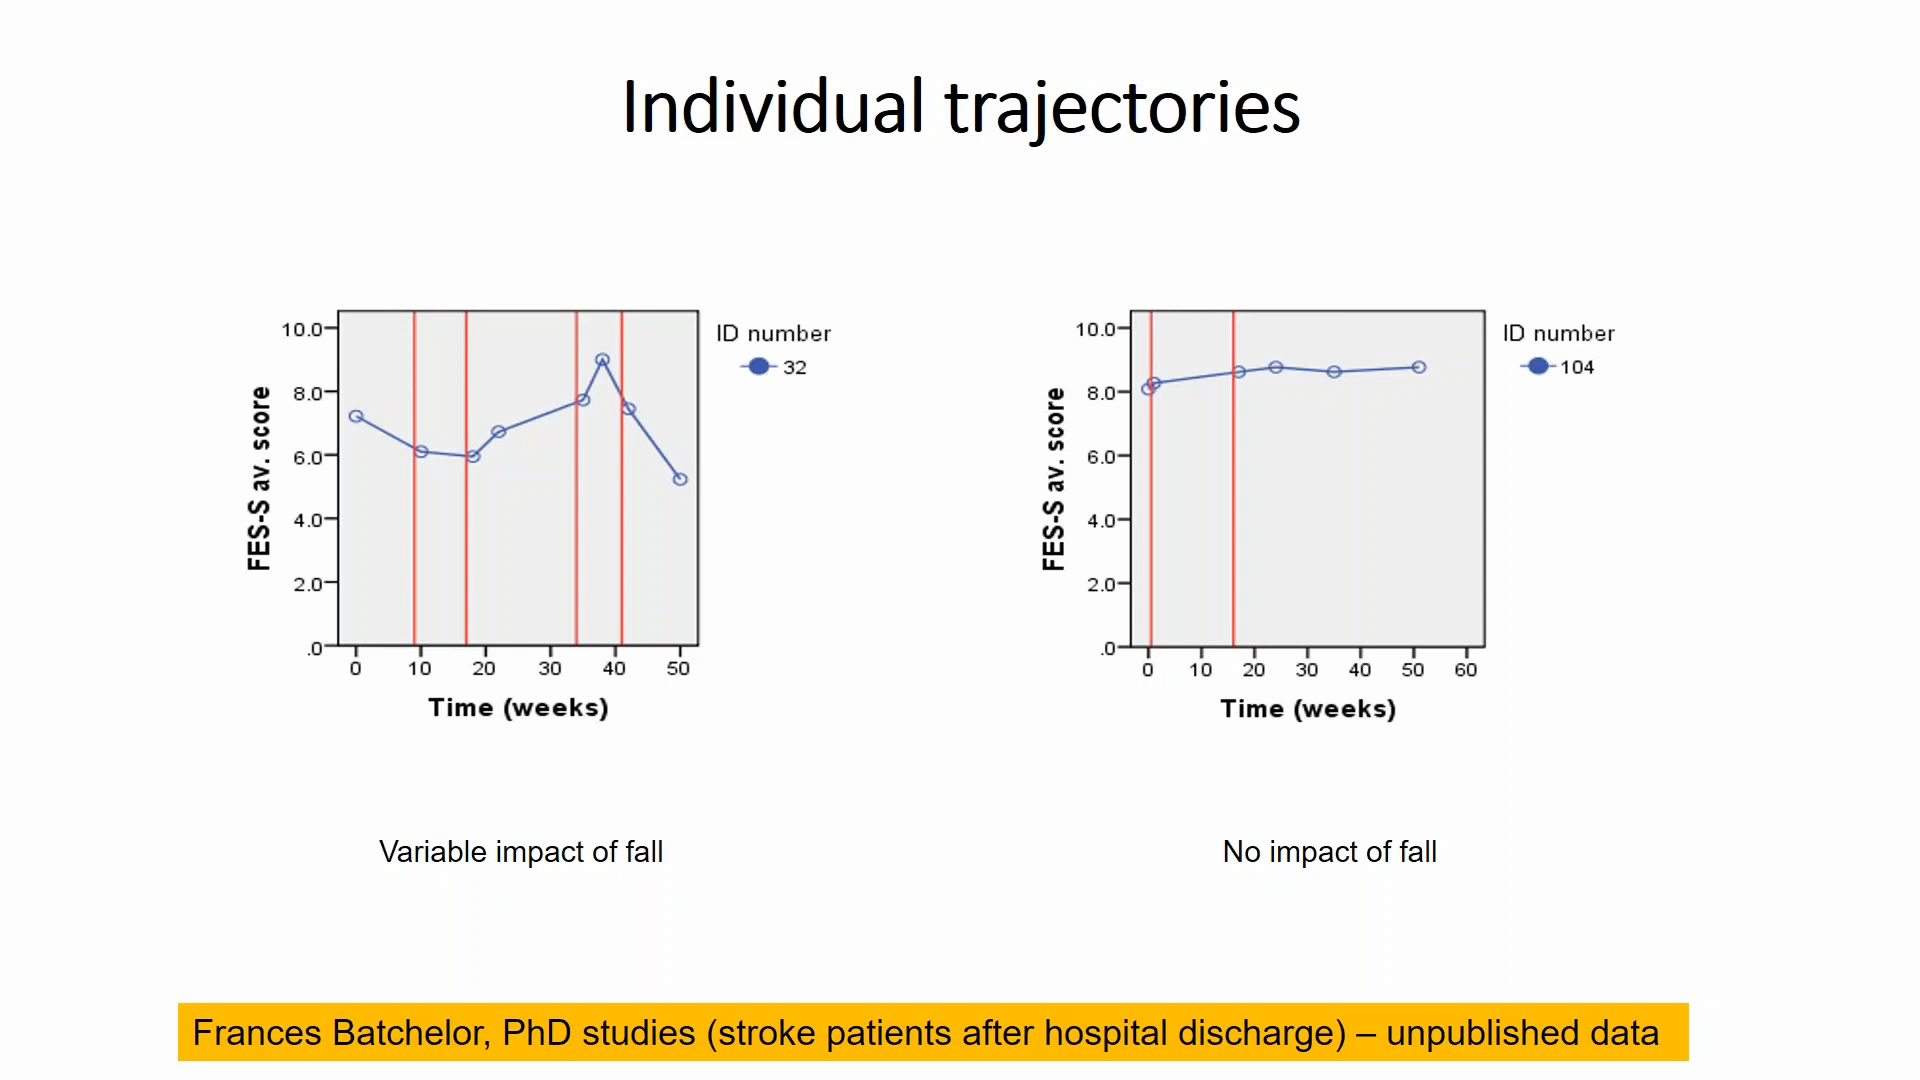 Individual trajectories
10.0
8.0
6.0
4.0
2.0
.0
FES-S av. score
0 10 20 30 40 50
Time (weeks)
ID number
32
10.0
8.0
6.0
4.0
2.0
.0
FES-S av. score
0 10 20 30 40 50 60
Time (weeks)
ID number
104
Variable impact of fall
No impact of fall
Frances Batchelor, PhD studies (stroke patients after hospital discharge) – unpublished data